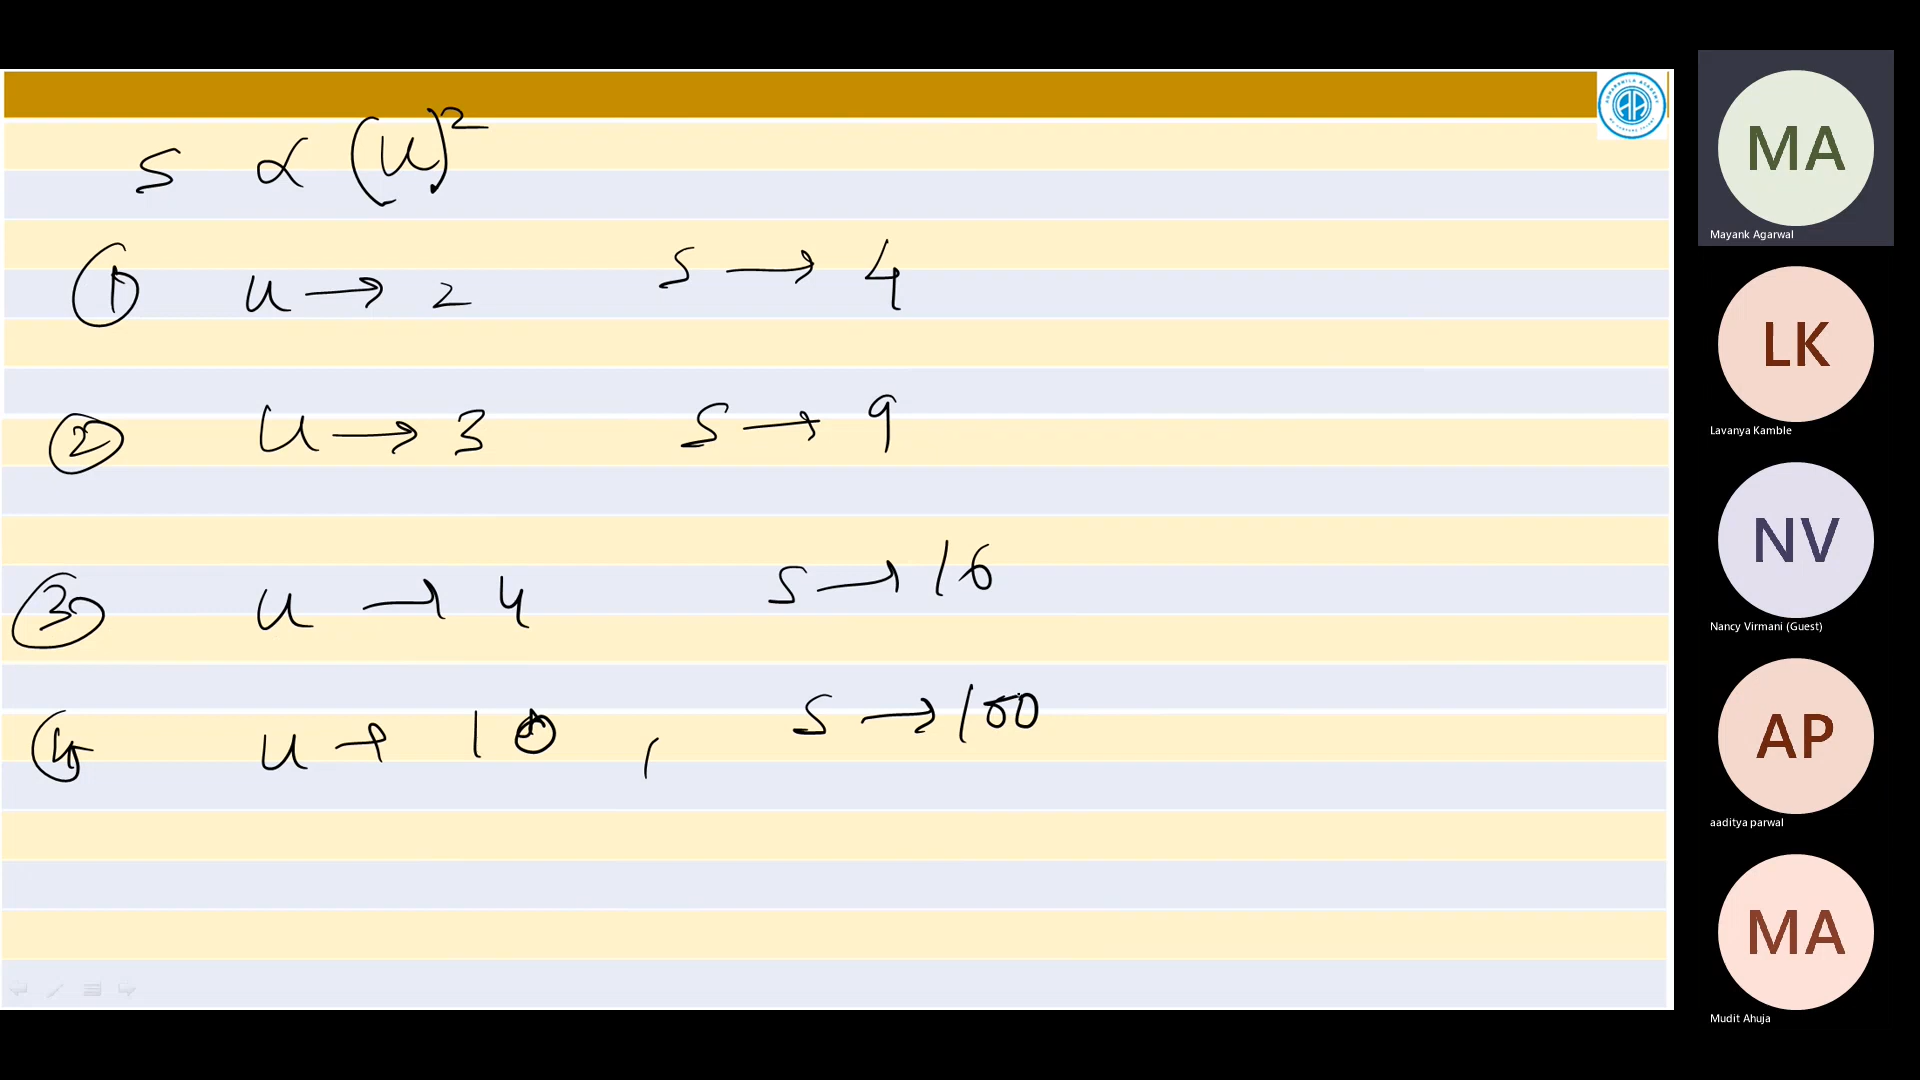 s ∝ (u)²
① u → 2 s → 4
② u → 3 s → 9
③ u → 4 s → 16
④ u → 10 , s → 100
MA
Mayank Agarwal
LK
Lavanya Kamble
NV
Nancy Virmani (Guest)
AP
aaditya parwal
MA
Mudit Ahuja